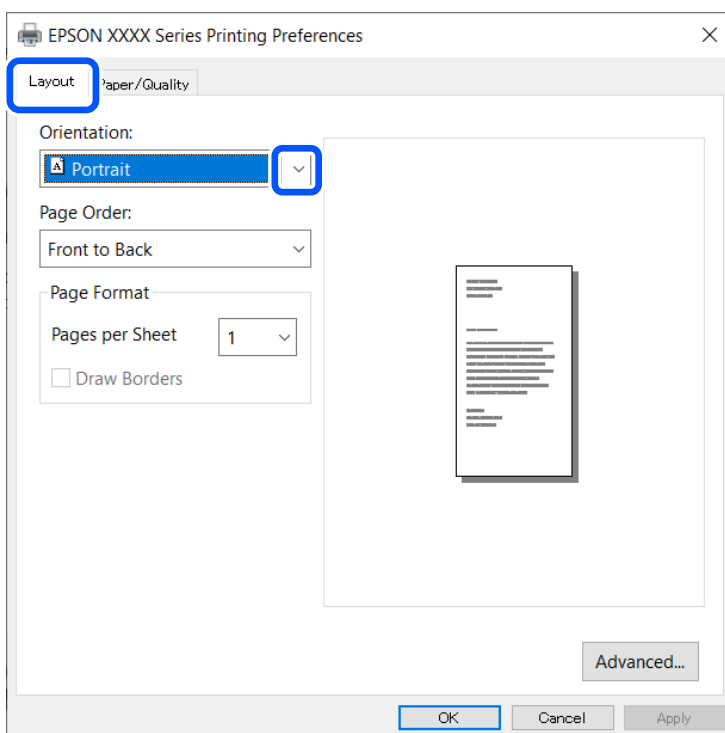 EPSON XXXX Series Printing Preferences
Layout
Paper/Quality
Orientation:
A Portrait
Page Order:
Front to Back
Page Format
Pages per Sheet 1
Draw Borders
Advanced...
OK Cancel Apply